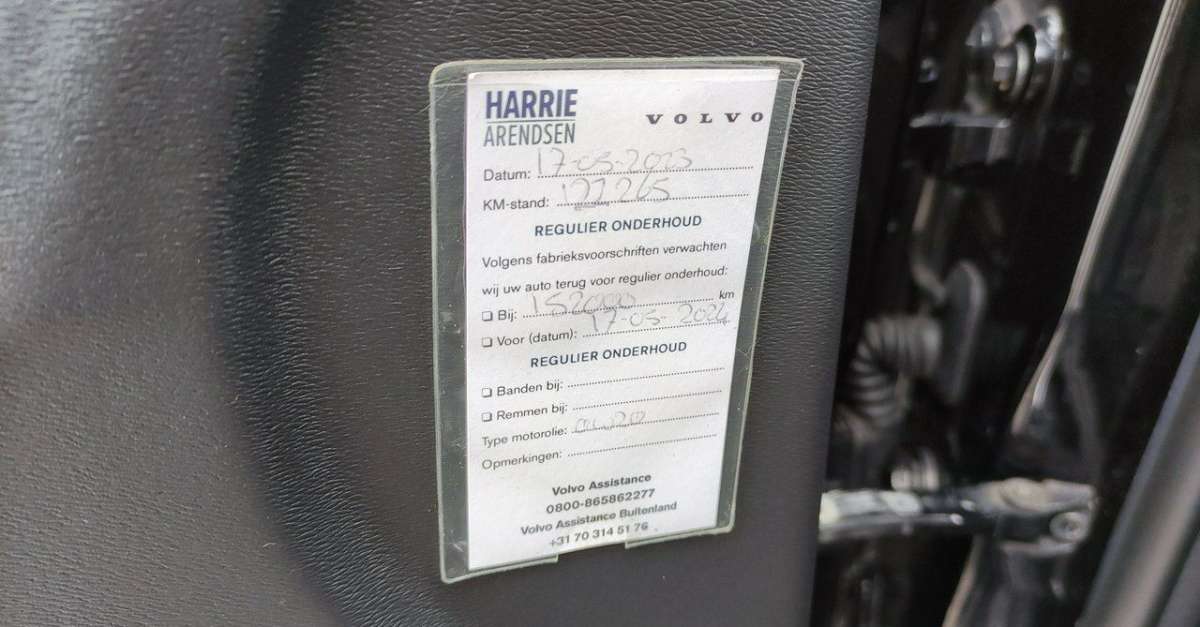 HARRIE
ARENDSEN
VOLVO
Datum: 17-05-2023
KM-stand: 122265
REGULIER ONDERHOUD
Volgens fabrieksvoorschriften verwachten
wij uw auto terug voor regulier onderhoud:
Bij: 152000 km
Voor (datum): 17-05-2024
REGULIER ONDERHOUD
Banden bij:
Remmen bij:
Type motorolie:
Opmerkingen:
Volvo Assistance
0800-865862277
Volvo Assistance Buitenland
+31 70 314 51 76